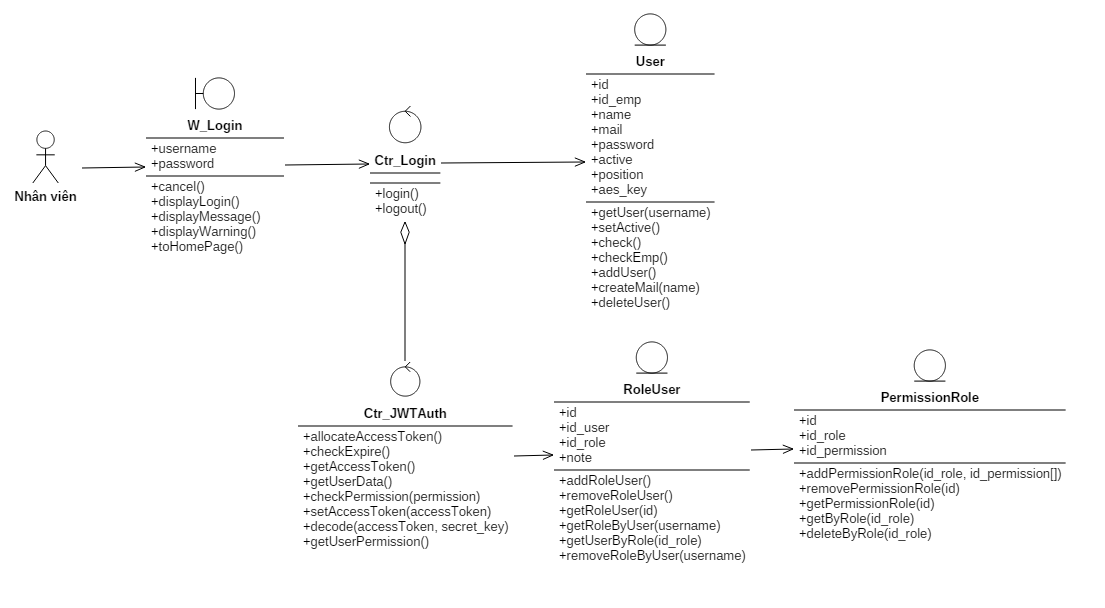 Nhân viên
W_Login
+username
+password
+cancel()
+displayLogin()
+displayMessage()
+displayWarning()
+toHomePage()
Ctr_Login
+login()
+logout()
User
+id
+id_emp
+name
+mail
+password
+active
+position
+aes_key
+getUser(username)
+setActive()
+check()
+checkEmp()
+addUser()
+createMail(name)
+deleteUser()
Ctr_JWTAuth
+allocateAccessToken()
+checkExpire()
+getAccessToken()
+getUserData()
+checkPermission(permission)
+setAccessToken(accessToken)
+decode(accessToken, secret_key)
+getUserPermission()
RoleUser
+id
+id_user
+id_role
+note
+addRoleUser()
+removeRoleUser()
+getRoleUser(id)
+getRoleByUser(username)
+getUserByRole(id_role)
+removeRoleByUser(username)
PermissionRole
+id
+id_role
+id_permission
+addPermissionRole(id_role, id_permission[])
+removePermissionRole(id)
+getPermissionRole(id)
+getByRole(id_role)
+deleteByRole(id_role)